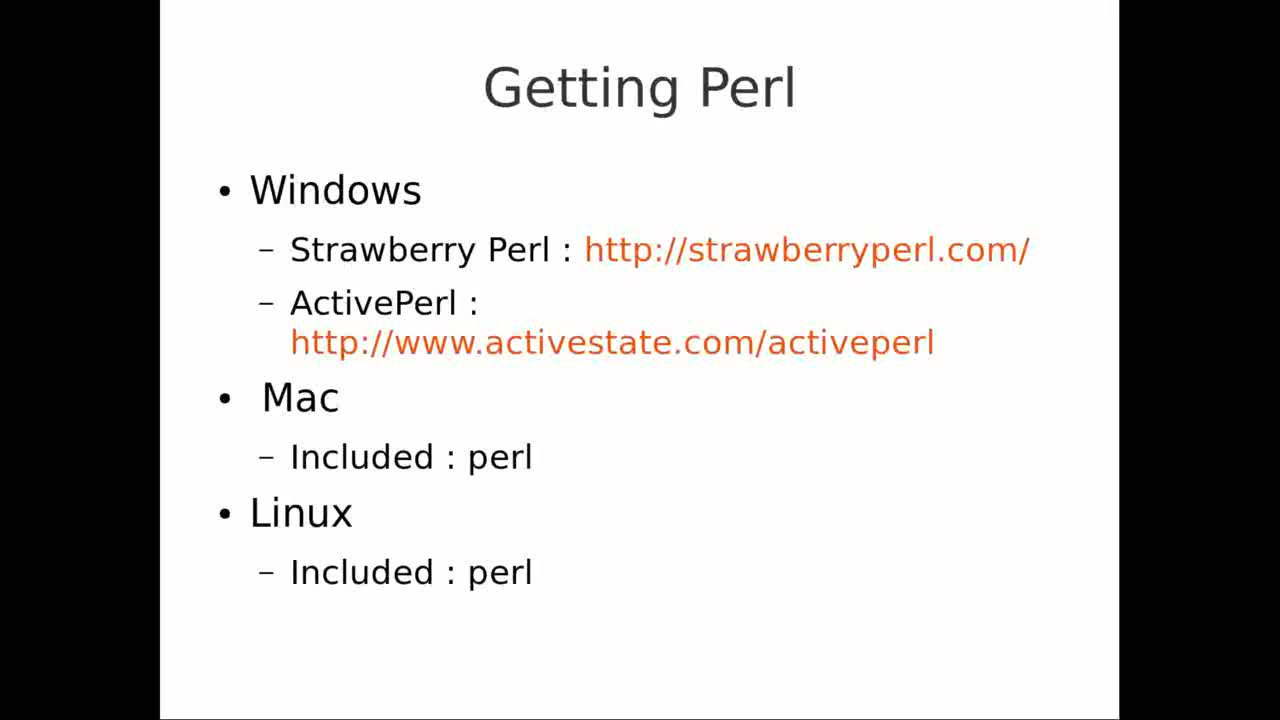 Getting Perl
• Windows
– Strawberry Perl : http://strawberryperl.com/
– ActivePerl :
http://www.activestate.com/activeperl
• Mac
– Included : perl
• Linux
– Included : perl